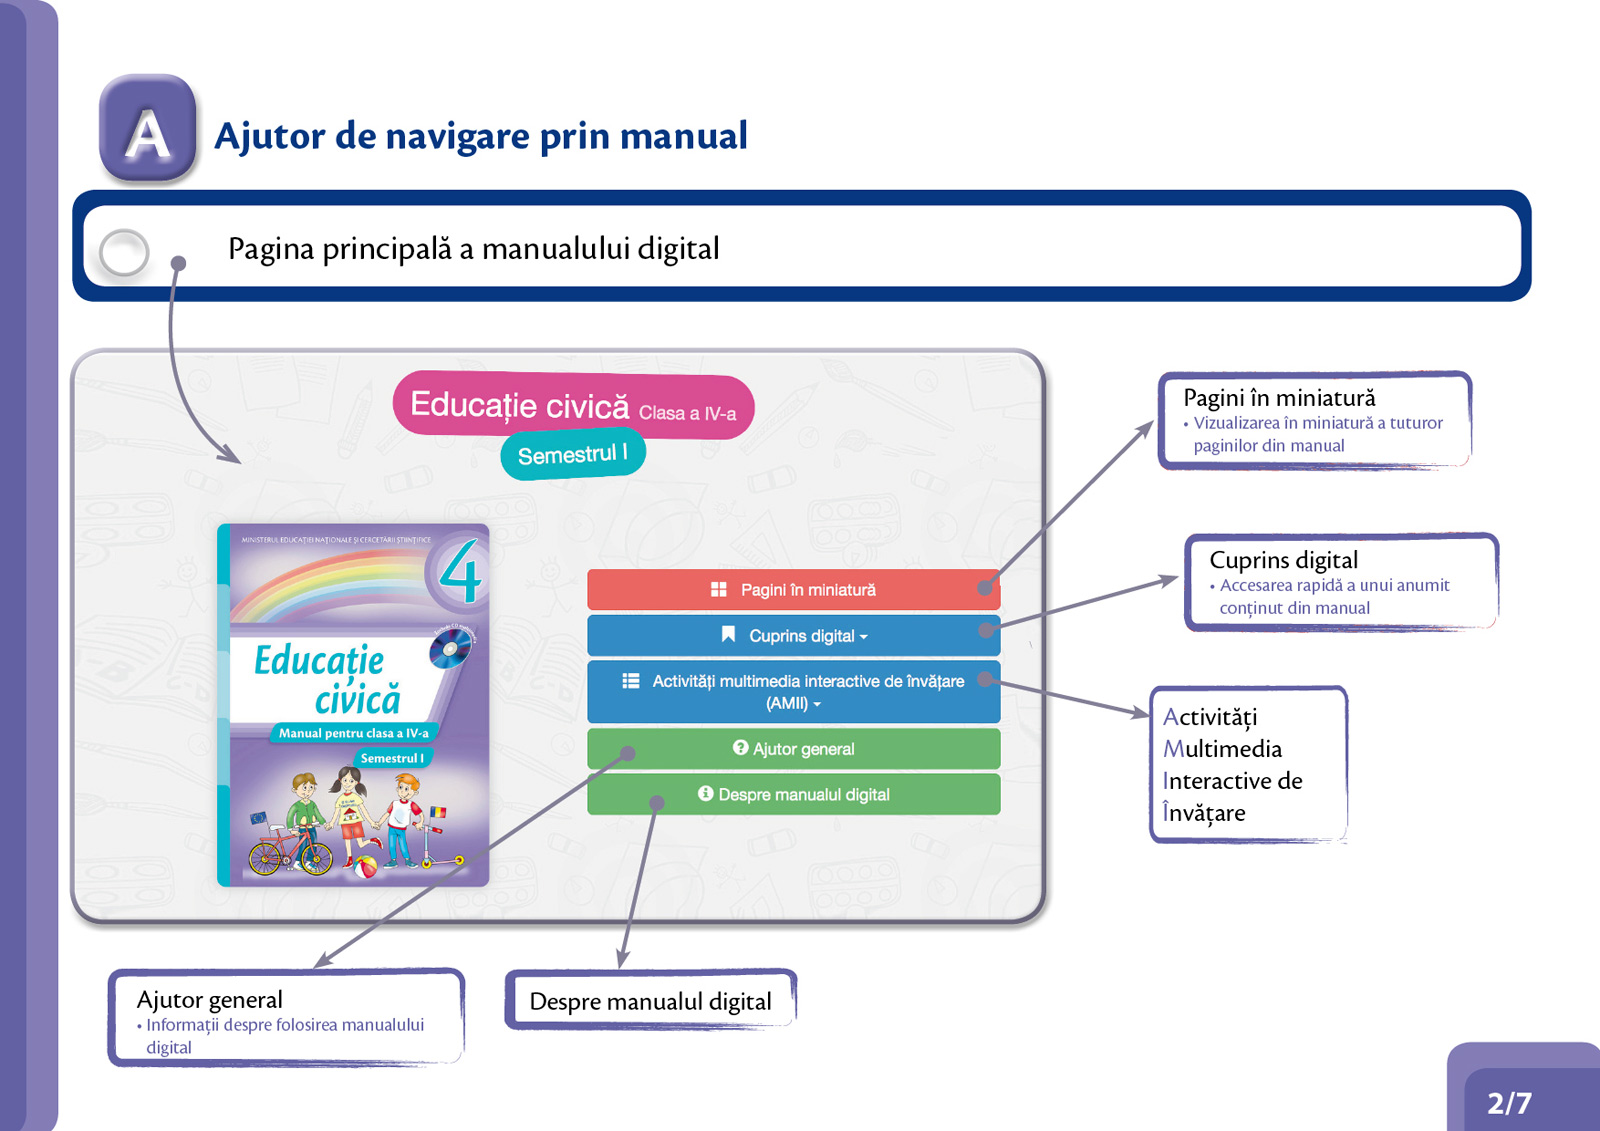 A
Ajutor de navigare prin manual
Pagina principală a manualului digital
Educație civică Clasa a IV-a
Semestrul I
MINISTERUL EDUCAȚIEI NAȚIONALE ȘI CERCETĂRII ȘTIINȚIFICE
4
Educație
civică
Manual pentru clasa a IV-a
Semestrul I
Pagini în miniatură
Cuprins digital
Activități multimedia interactive de învățare
(AMII)
Ajutor general
Despre manualul digital
Pagini în miniatură
• Vizualizarea în miniatură a tuturor
paginilor din manual
Cuprins digital
• Accesarea rapidă a unui anumit
conținut din manual
Activități
Multimedia
Interactive de
Învățare
Ajutor general
• Informații despre folosirea manualului
digital
Despre manualul digital
2/7